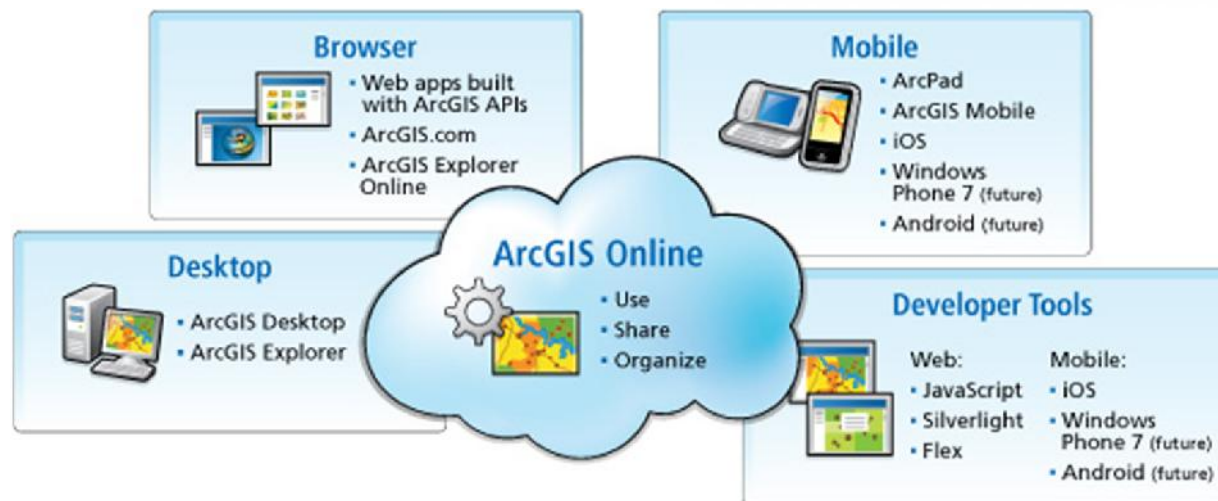 Browser
▪ Web apps built
with ArcGIS APIs
▪ ArcGIS.com
▪ ArcGIS Explorer
Online
Mobile
▪ ArcPad
▪ ArcGIS Mobile
▪ iOS
▪ Windows
Phone 7 (future)
▪ Android (future)
Desktop
▪ ArcGIS Desktop
▪ ArcGIS Explorer
ArcGIS Online
▪ Use
▪ Share
▪ Organize
Developer Tools
Web:
▪ JavaScript
▪ Silverlight
▪ Flex
Mobile:
▪ iOS
▪ Windows
Phone 7 (future)
▪ Android (future)